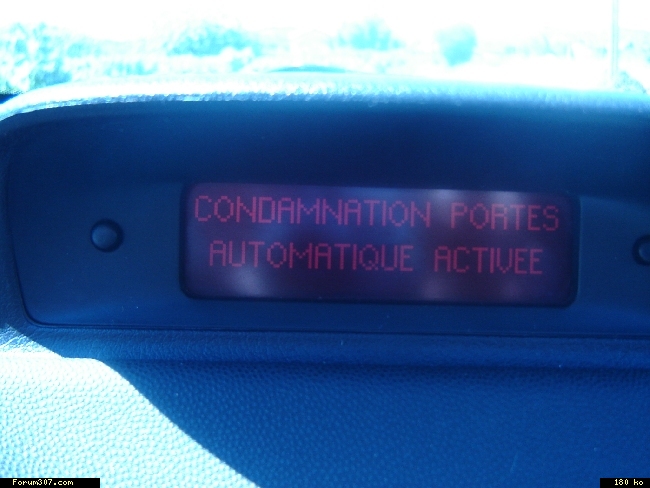 CONDAMNATION PORTES
AUTOMATIQUE ACTIVEE
Forum307.com
180 ko